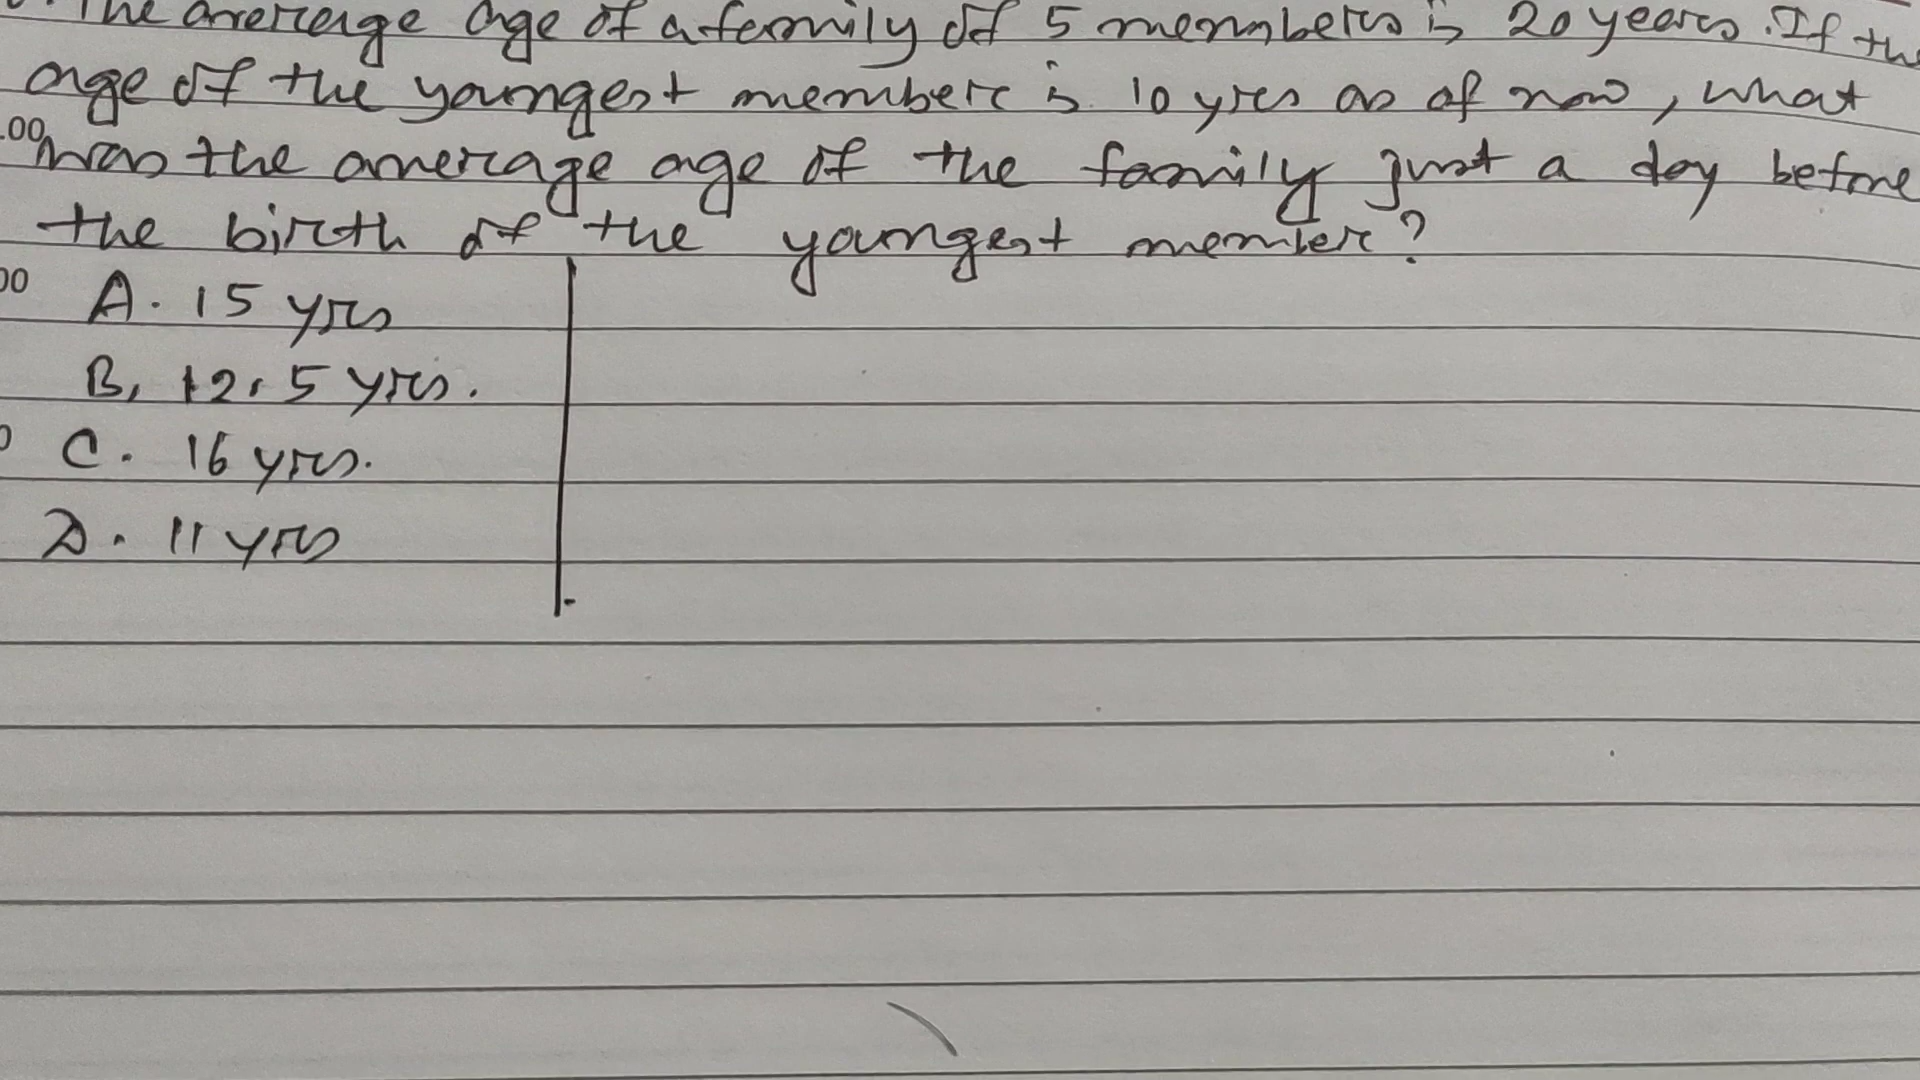 The average age of a family of 5 members is 20 years. If the
age of the youngest member is 10 yrs as of now, what
.00
was the average age of the family just a day before
the birth of the youngest member?
00
A. 15 yrs
B, 12.5 yrs.
C. 16 yrs.
D. 11 yrs